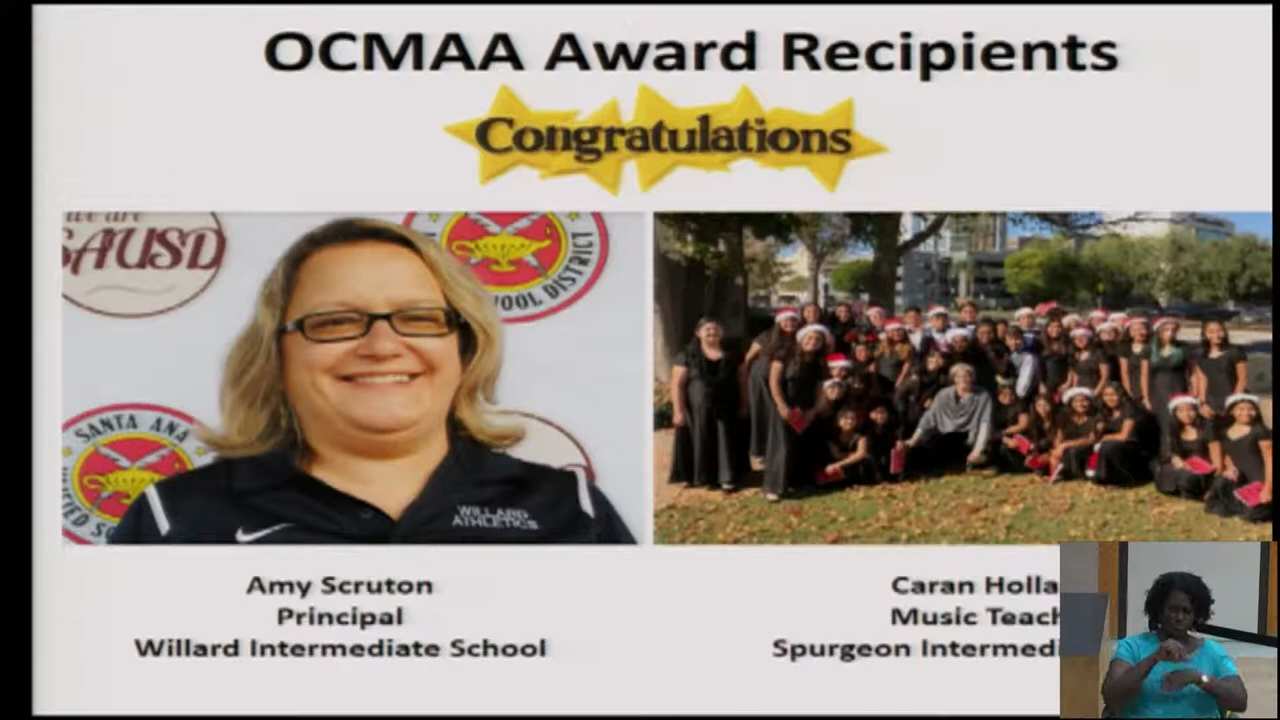 OCMAA Award Recipients
Congratulations
we are
SAUSD
SCHOOL DISTRICT
SANTA ANA
UNIFIED
WILLARD
ATHLETICS
Amy Scruton
Principal
Willard Intermediate School
Caran Holla
Music Teach
Spurgeon Intermedi